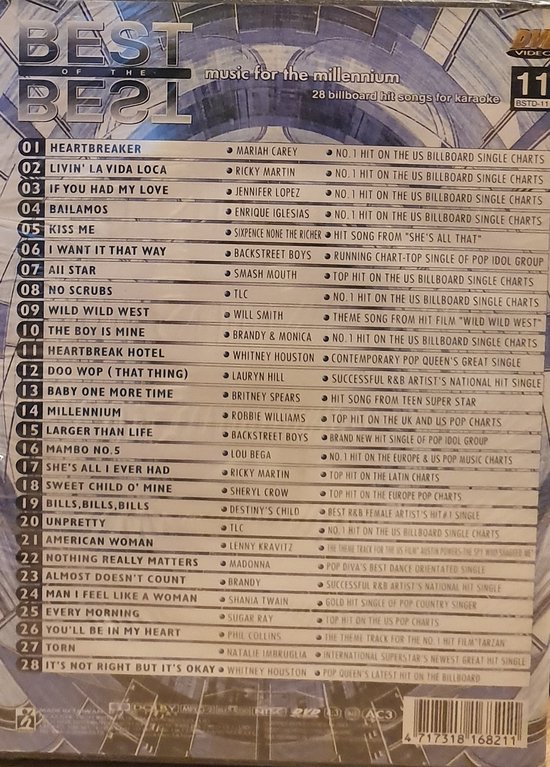 BEST
OF THE
BEST
music for the millennium
28 billboard hit songs for karaoke
DVD
VIDEO
11
BSTD-11
01 HEARTBREAKER • MARIAH CAREY • NO. 1 HIT ON THE US BILLBOARD SINGLE CHARTS
02 LIVIN' LA VIDA LOCA • RICKY MARTIN • NO. 1 HIT ON THE US BILLBOARD SINGLE CHARTS
03 IF YOU HAD MY LOVE • JENNIFER LOPEZ • NO. 1 HIT ON THE US BILLBOARD SINGLE CHARTS
04 BAILAMOS • ENRIQUE IGLESIAS • NO. 1 HIT ON THE US BILLBOARD SINGLE CHARTS
05 KISS ME • SIXPENCE NONE THE RICHER • HIT SONG FROM "SHE'S ALL THAT"
06 I WANT IT THAT WAY • BACKSTREET BOYS • RUNNING CHART-TOP SINGLE OF POP IDOL GROUP
07 All STAR • SMASH MOUTH • TOP HIT ON THE US BILLBOARD SINGLE CHARTS
08 NO SCRUBS • TLC • NO. 1 HIT ON THE US BILLBOARD SINGLE CHARTS
09 WILD WILD WEST • WILL SMITH • THEME SONG FROM HIT FILM "WILD WILD WEST"
10 THE BOY IS MINE • BRANDY & MONICA • NO. 1 HIT ON THE US BILLBOARD SINGLE CHARTS
11 HEARTBREAK HOTEL • WHITNEY HOUSTON • CONTEMPORARY POP QUEEN'S GREAT SINGLE
12 DOO WOP ( THAT THING) • LAURYN HILL • SUCCESSFUL R&B ARTIST'S NATIONAL HIT SINGLE
13 BABY ONE MORE TIME • BRITNEY SPEARS • HIT SONG FROM TEEN SUPER STAR
14 MILLENNIUM • ROBBIE WILLIAMS • TOP HIT ON THE UK AND US POP CHARTS
15 LARGER THAN LIFE • BACKSTREET BOYS • BRAND NEW HIT SINGLE OF POP IDOL GROUP
16 MAMBO NO.5 • LOU BEGA • NO. 1 HIT ON THE EUROPE & US POP MUSIC CHARTS
17 SHE'S ALL I EVER HAD • RICKY MARTIN • TOP HIT ON THE LATIN CHARTS
18 SWEET CHILD O' MINE • SHERYL CROW • TOP HIT ON THE EUROPE POP CHARTS
19 BILLS,BILLS,BILLS • DESTINY'S CHILD • BEST R&B FEMALE ARTIST'S HIT#1 SINGLE
20 UNPRETTY • TLC • NO. 1 HIT ON THE US BILLBOARD SINGLE CHARTS
21 AMERICAN WOMAN • LENNY KRAVITZ • THE THEME TRACK FOR THE US FILM" AUSTIN POWERS-THE SPY WHO SHAGGED ME"
22 NOTHING REALLY MATTERS • MADONNA • POP DIVA'S BEST DANCE ORIENTATED SINGLE
23 ALMOST DOESN'T COUNT • BRANDY • SUCCESSFUL R&B ARTIST'S NATIONAL HIT SINGLE
24 MAN I FEEL LIKE A WOMAN • SHANIA TWAIN • GOLD HIT SINGLE OF POP COUNTRY SINGER
25 EVERY MORNING • SUGAR RAY • TOP HIT ON THE US POP CHARTS
26 YOU'LL BE IN MY HEART • PHIL COLLINS • THE THEME TRACK FOR THE NO. 1 HIT FILM"TARZAN"
27 TORN • NATALIE IMBRUGLIA • INTERNATIONAL SUPERSTAR'S NEWEST GREAT HIT SINGLE
28 IT'S NOT RIGHT BUT IT'S OKAY • WHITNEY HOUSTON • POP QUEEN'S LATEST HIT ON THE BILLBOARD
MADE IN TAIWAN
DOLBY
DVD
AC3
4 717318 168211